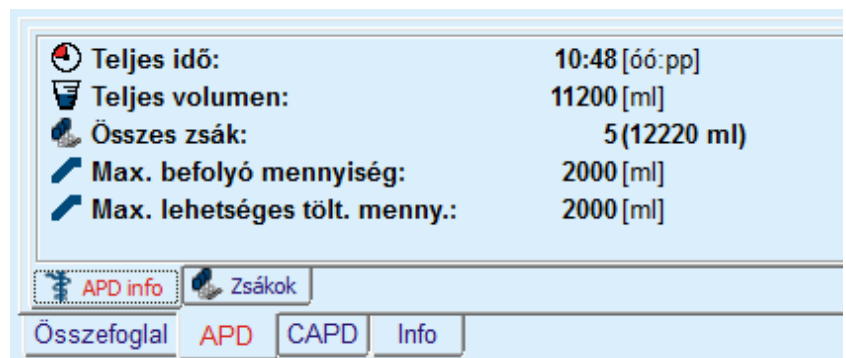 Teljes idő: 10:48 [óó:pp]
Teljes volumen: 11200 [ml]
Összes zsák: 5 (12220 ml)
Max. befolyó mennyiség: 2000 [ml]
Max. lehetséges tölt. menny.: 2000 [ml]
APD info Zsákok
Összefoglal APD CAPD Info